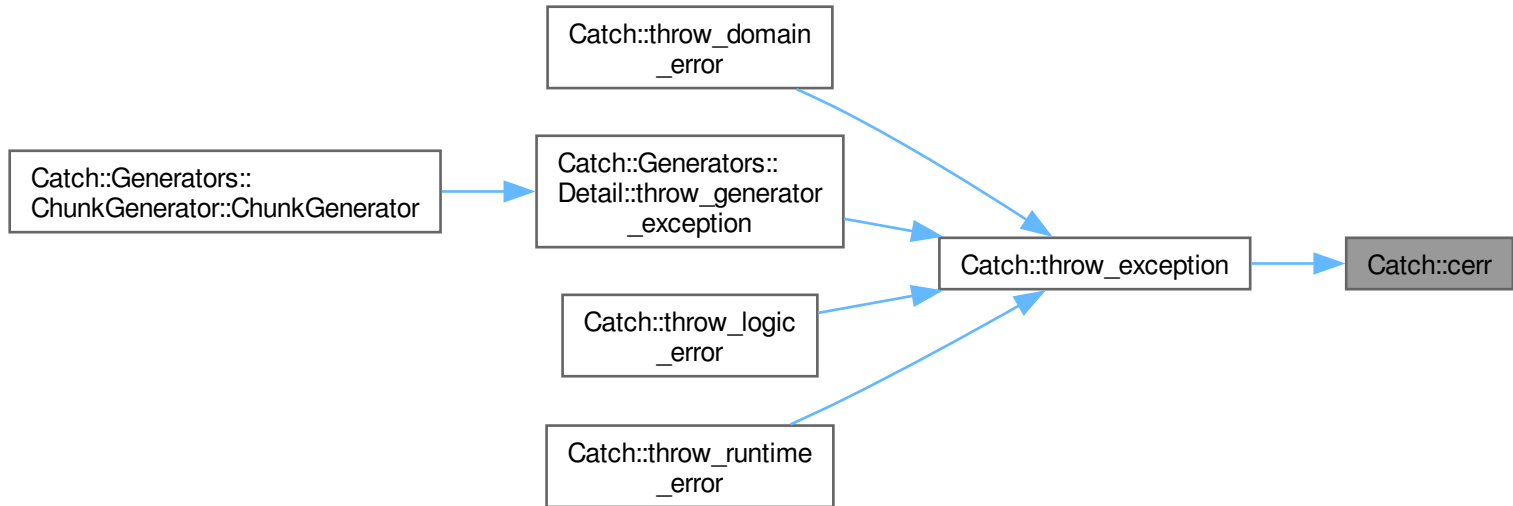 Catch::throw_domain
_error
Catch::Generators::
ChunkGenerator::ChunkGenerator
Catch::Generators::
Detail::throw_generator
_exception
Catch::throw_exception
Catch::cerr
Catch::throw_logic
_error
Catch::throw_runtime
_error